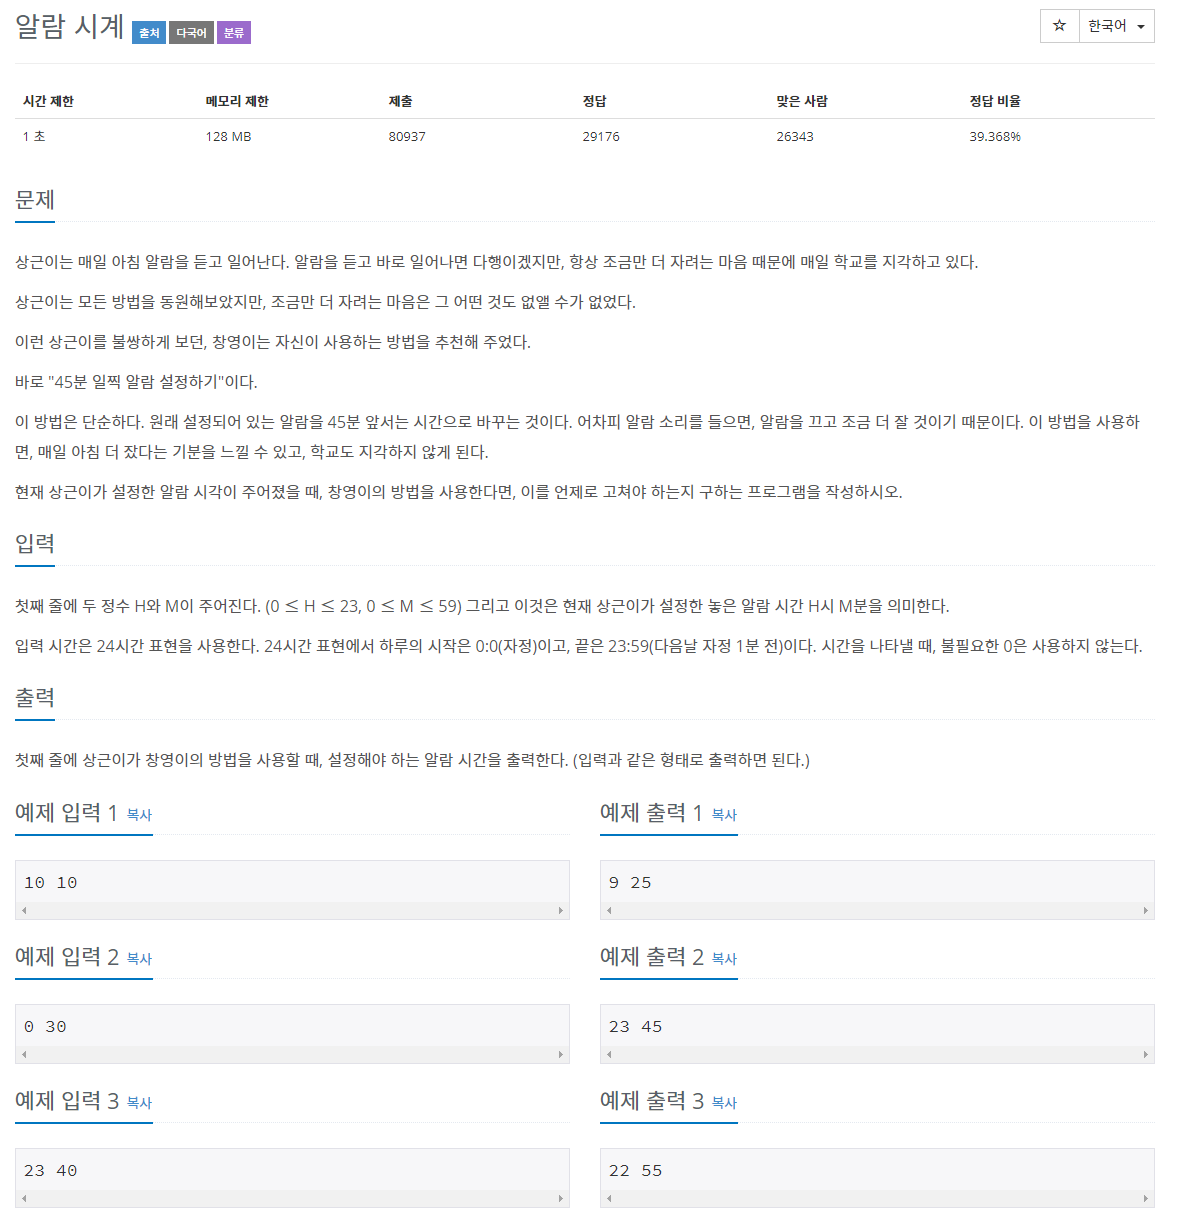 알람 시계 출처 다국어 분류
☆ 한국어
시간 제한 메모리 제한 제출 정답 맞은 사람 정답 비율
1 초 128 MB 80937 29176 26343 39.368%
문제
상근이는 매일 아침 알람을 듣고 일어난다. 알람을 듣고 바로 일어나면 다행이겠지만, 항상 조금만 더 자려는 마음 때문에 매일 학교를 지각하고 있다.
상근이는 모든 방법을 동원해보았지만, 조금만 더 자려는 마음은 그 어떤 것도 없앨 수가 없었다.
이런 상근이를 불쌍하게 보던, 창영이는 자신이 사용하는 방법을 추천해 주었다.
바로 "45분 일찍 알람 설정하기"이다.
이 방법은 단순하다. 원래 설정되어 있는 알람을 45분 앞서는 시간으로 바꾸는 것이다. 어차피 알람 소리를 들으면, 알람을 끄고 조금 더 잘 것이기 때문이다. 이 방법을 사용하
면, 매일 아침 더 잤다는 기분을 느낄 수 있고, 학교도 지각하지 않게 된다.
현재 상근이가 설정한 알람 시각이 주어졌을 때, 창영이의 방법을 사용한다면, 이를 언제로 고쳐야 하는지 구하는 프로그램을 작성하시오.
입력
첫째 줄에 두 정수 H와 M이 주어진다. (0 ≤ H ≤ 23, 0 ≤ M ≤ 59) 그리고 이것은 현재 상근이가 설정한 놓은 알람 시간 H시 M분을 의미한다.
입력 시간은 24시간 표현을 사용한다. 24시간 표현에서 하루의 시작은 0:0(자정)이고, 끝은 23:59(다음날 자정 1분 전)이다. 시간을 나타낼 때, 불필요한 0은 사용하지 않는다.
출력
첫째 줄에 상근이가 창영이의 방법을 사용할 때, 설정해야 하는 알람 시간을 출력한다. (입력과 같은 형태로 출력하면 된다.)
예제 입력 1 복사
10 10
예제 출력 1 복사
9 25
예제 입력 2 복사
0 30
예제 출력 2 복사
23 45
예제 입력 3 복사
23 40
예제 출력 3 복사
22 55